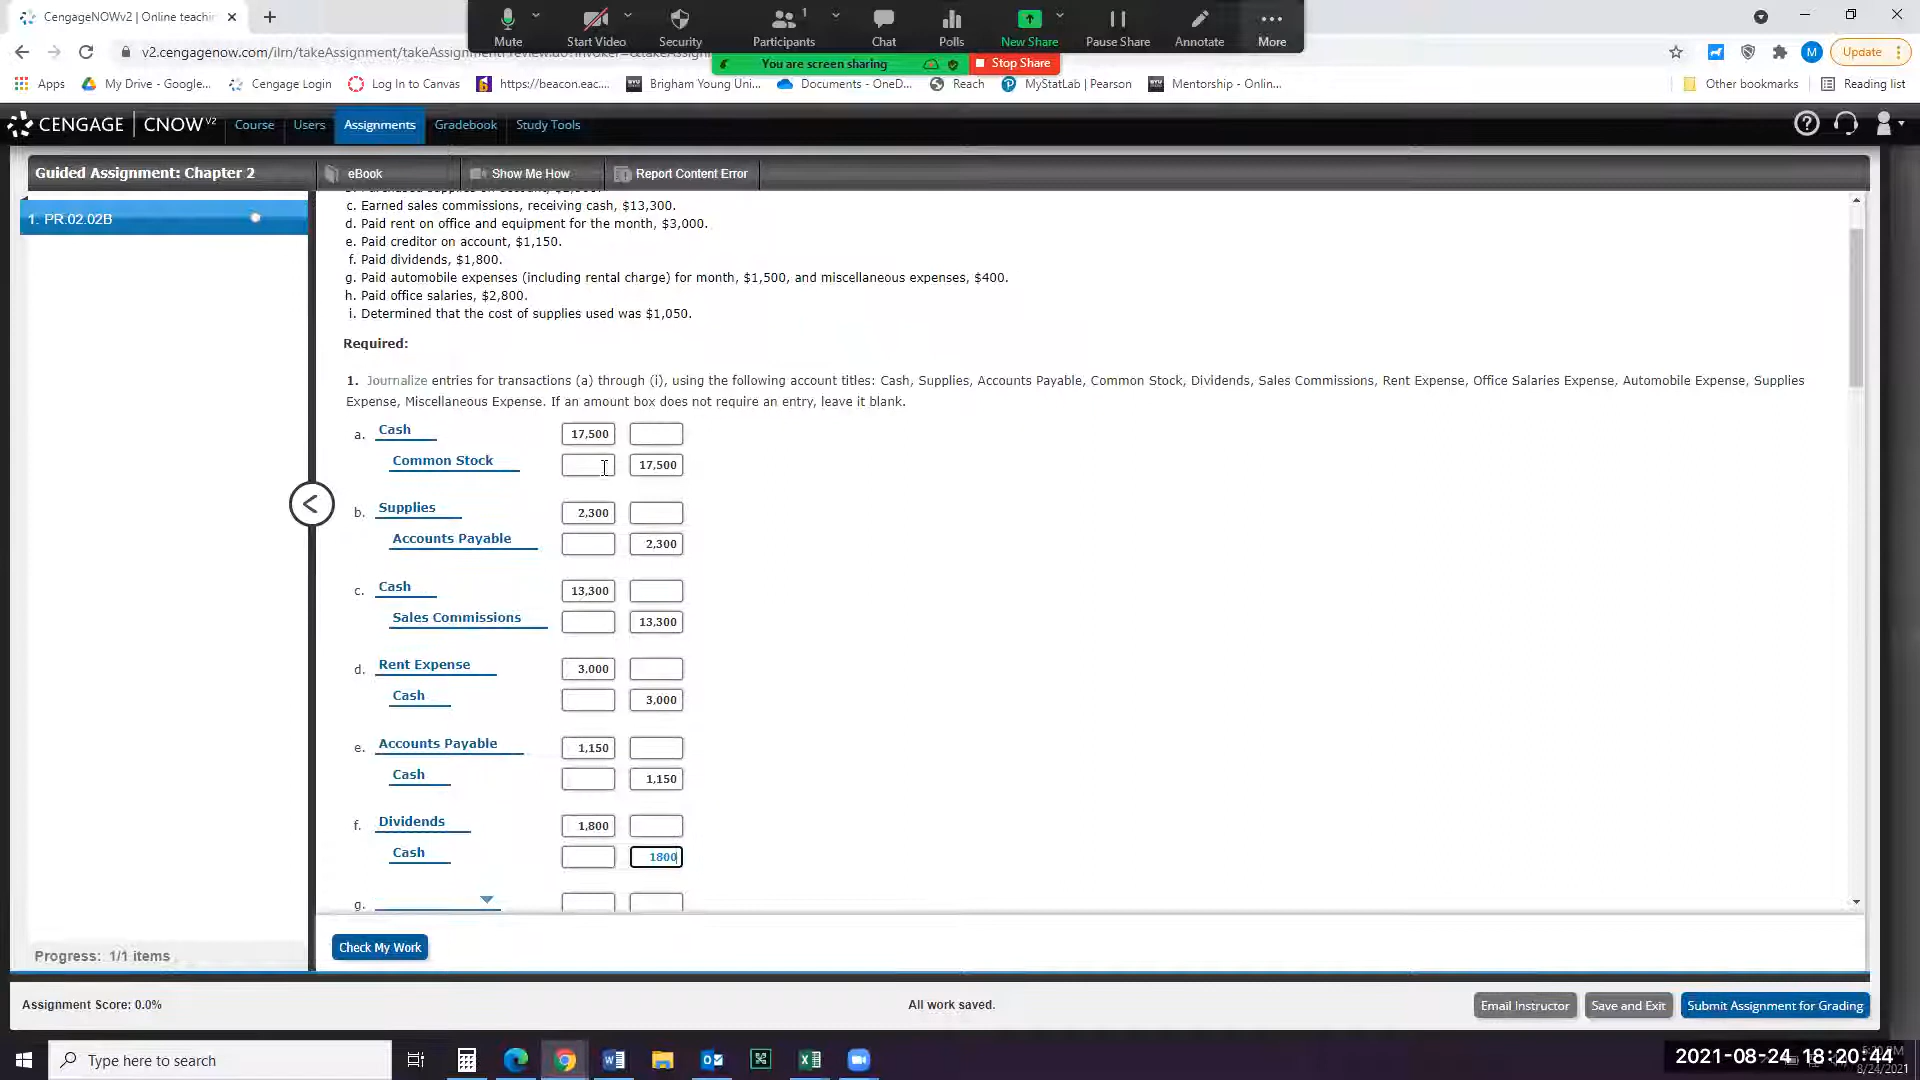 CengageNOWv2 | Online teachin
Mute
Start Video
Security
1
Participants
Chat
Polls
New Share
Pause Share
Annotate
More
You are screen sharing
Stop Share
v2.cengagenow.com/ilrn/takeAssignment/takeAssignment
M
Update
Apps
My Drive - Google...
Cengage Login
Log In to Canvas
https://beacon.eac....
Brigham Young Uni...
Documents - OneD...
Reach
MyStatLab | Pearson
Mentorship - Onlin...
Other bookmarks
Reading list
CENGAGE | CNOWv2
Course
Users
Assignments
Gradebook
Study Tools
Guided Assignment: Chapter 2
eBook
Show Me How
Report Content Error
1. PR.02.02B
c. Earned sales commissions, receiving cash, $13,300.
d. Paid rent on office and equipment for the month, $3,000.
e. Paid creditor on account, $1,150.
f. Paid dividends, $1,800.
g. Paid automobile expenses (including rental charge) for month, $1,500, and miscellaneous expenses, $400.
h. Paid office salaries, $2,800.
i. Determined that the cost of supplies used was $1,050.
Required:
1. Journalize entries for transactions (a) through (i), using the following account titles: Cash, Supplies, Accounts Payable, Common Stock, Dividends, Sales Commissions, Rent Expense, Office Salaries Expense, Automobile Expense, Supplies
Expense, Miscellaneous Expense. If an amount box does not require an entry, leave it blank.
a. Cash 17,500
Common Stock 17,500
b. Supplies 2,300
Accounts Payable 2,300
c. Cash 13,300
Sales Commissions 13,300
d. Rent Expense 3,000
Cash 3,000
e. Accounts Payable 1,150
Cash 1,150
f. Dividends 1,800
Cash 1800
g.
Check My Work
Progress: 1/1 items
Assignment Score: 0.0%
All work saved.
Email Instructor
Save and Exit
Submit Assignment for Grading
Type here to search
2021-08-24 18:20:44
8/24/2021